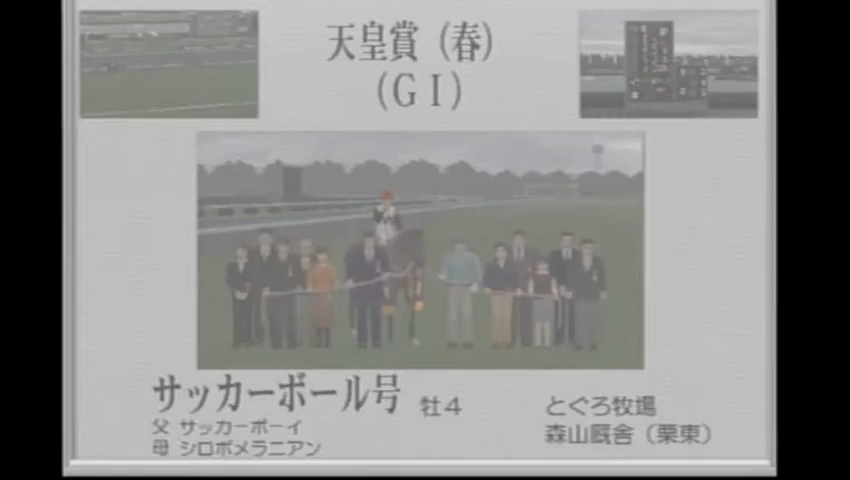 天皇賞（春）
（GⅠ）
サッカーボール号 牡4
父 サッカーボーイ
母 シロポメラニアン
とぐろ牧場
森山厩舎（栗東）